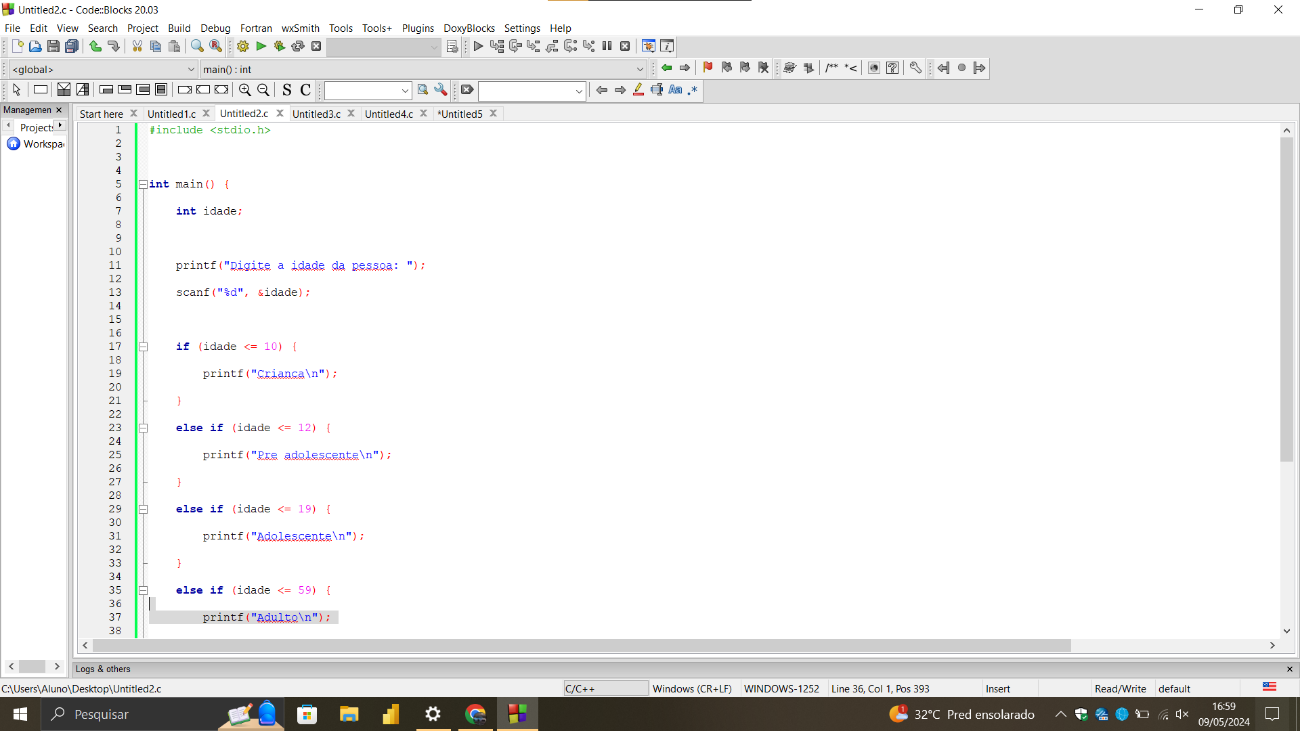 Untitled2.c - Code::Blocks 20.03
File Edit View Search Project Build Debug Fortran wxSmith Tools Tools+ Plugins DoxyBlocks Settings Help
<global> main() : int
/** *<
S C Aa .*
Managemen Start here Untitled1.c Untitled2.c Untitled3.c Untitled4.c *Untitled5
Projects
Workspa
1 #include <stdio.h>
2
3
4
5 int main() {
6
7 int idade;
8
9
10
11 printf("Digite a idade da pessoa: ");
12
13 scanf("%d", &idade);
14
15
16
17 if (idade <= 10) {
18
19 printf("Crianca\n");
20
21 }
22
23 else if (idade <= 12) {
24
25 printf("Pre adolescente\n");
26
27 }
28
29 else if (idade <= 19) {
30
31 printf("Adolescente\n");
32
33 }
34
35 else if (idade <= 59) {
36
37 printf("Adulto\n");
38
Logs & others
C:\Users\Aluno\Desktop\Untitled2.c C/C++ Windows (CR+LF) WINDOWS-1252 Line 36, Col 1, Pos 393 Insert Read/Write default
Pesquisar 1 32°C Pred ensolarado 16:59
09/05/2024